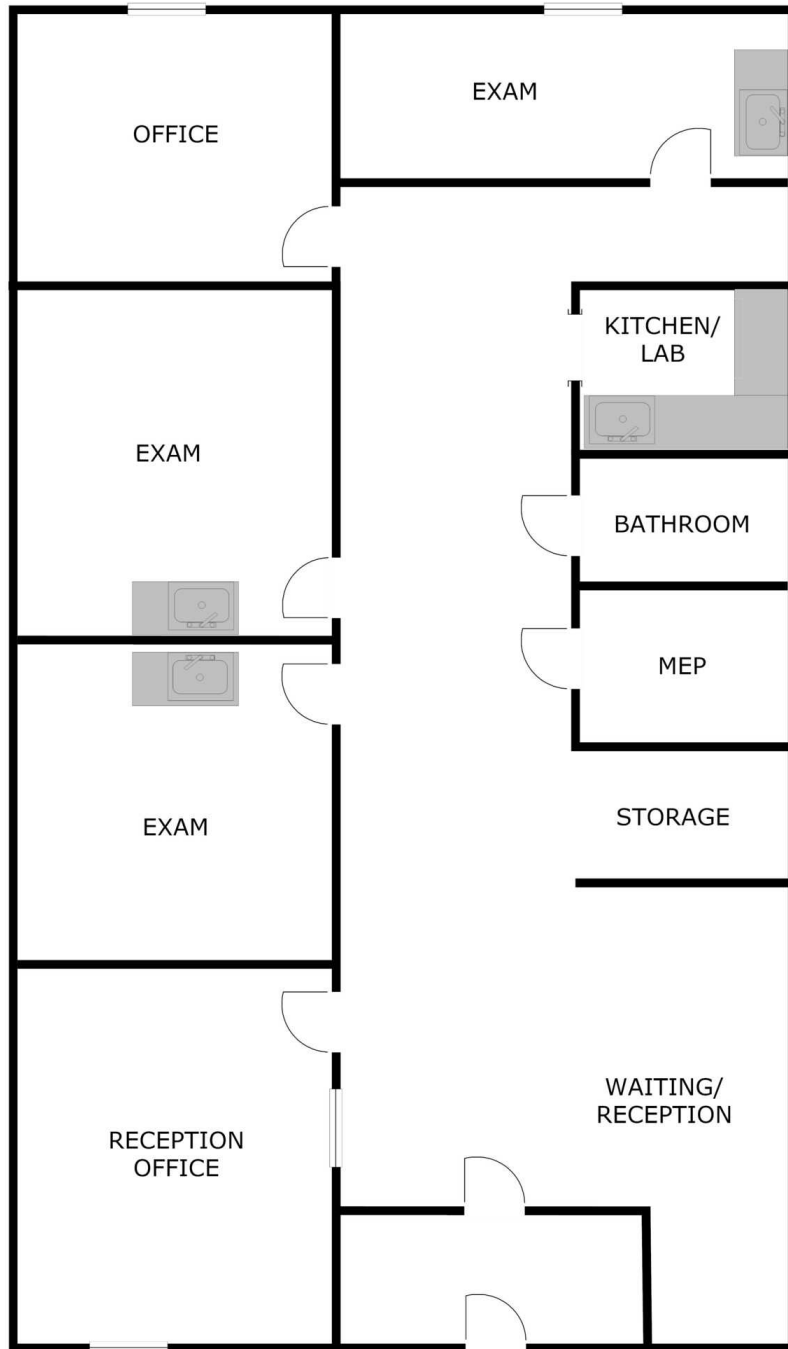 OFFICE
EXAM
KITCHEN/
LAB
EXAM
BATHROOM
MEP
STORAGE
EXAM
WAITING/
RECEPTION
RECEPTION
OFFICE